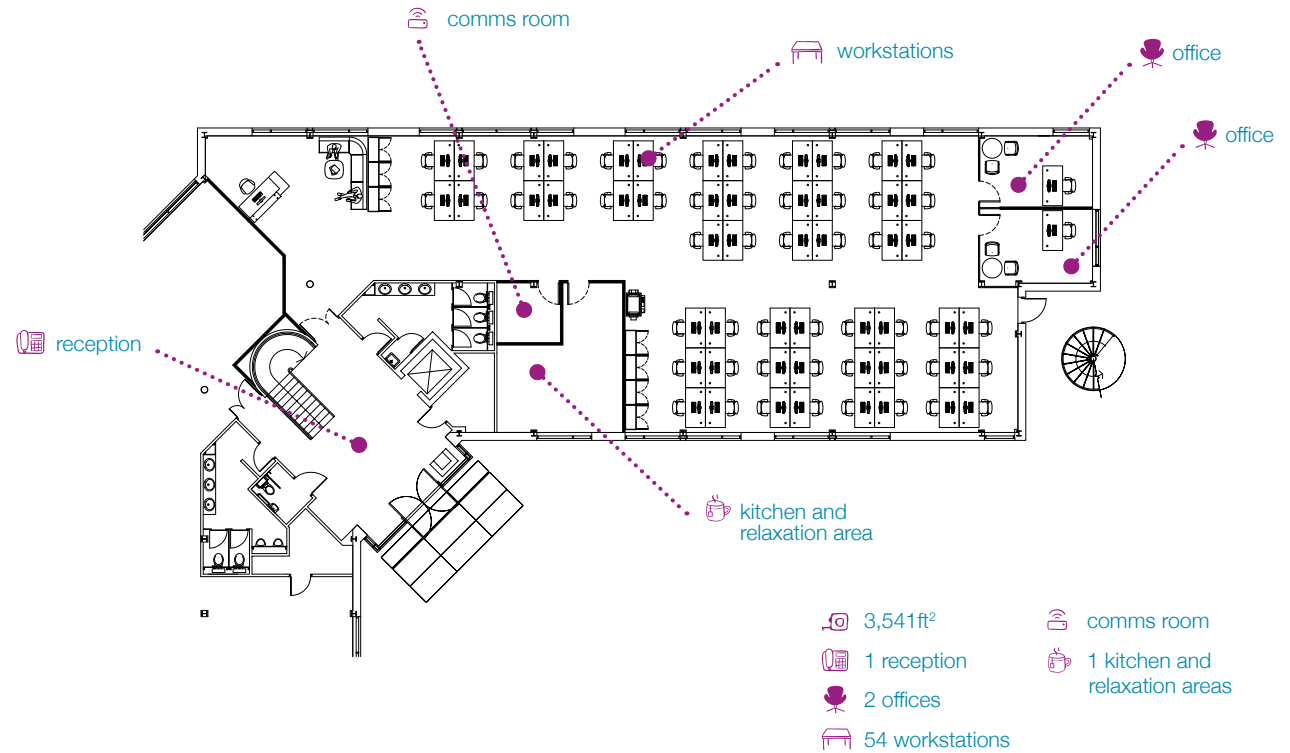 comms room
workstations
office
office
reception
kitchen and
relaxation area
3,541ft²
1 reception
2 offices
54 workstations
comms room
1 kitchen and
relaxation areas